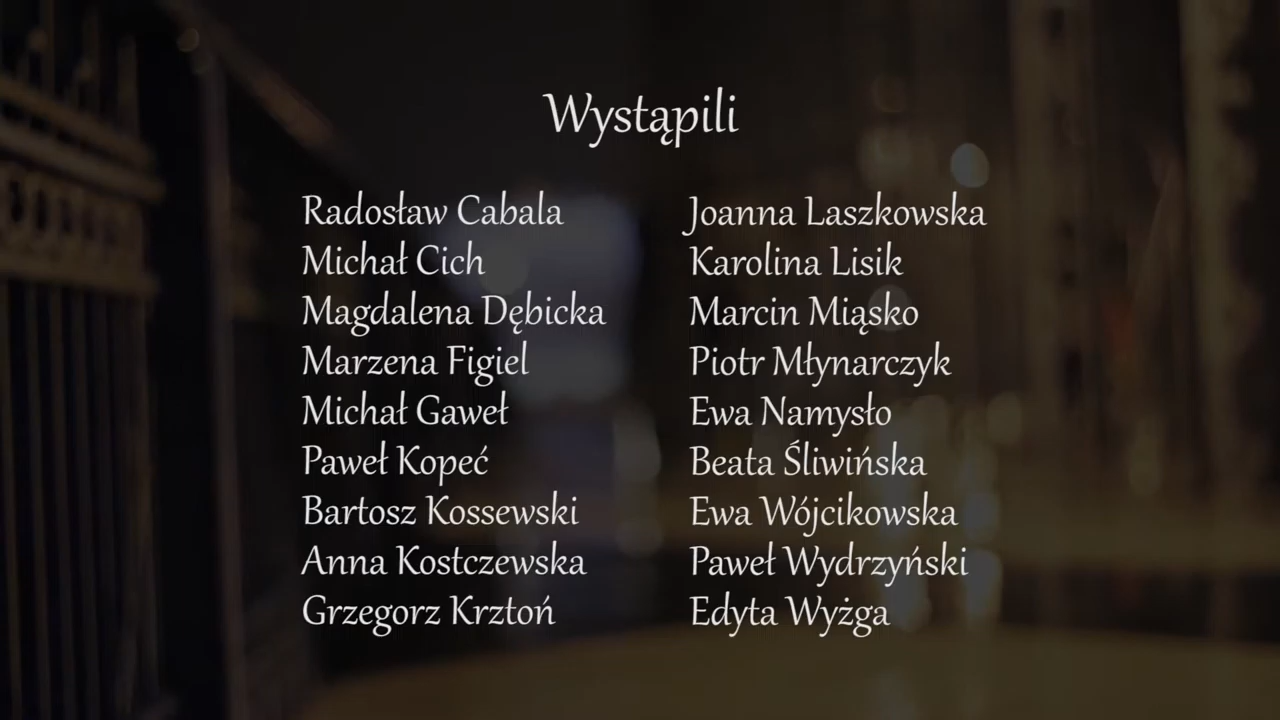 Wystąpili
Radosław Cabala
Michał Cich
Magdalena Dębicka
Marzena Figiel
Michał Gaweł
Paweł Kopeć
Bartosz Kossewski
Anna Kostczewska
Grzegorz Krztoń
Joanna Laszkowska
Karolina Lisik
Marcin Miąsko
Piotr Młynarczyk
Ewa Namysło
Beata Śliwińska
Ewa Wójcikowska
Paweł Wydrzyński
Edyta Wyżga